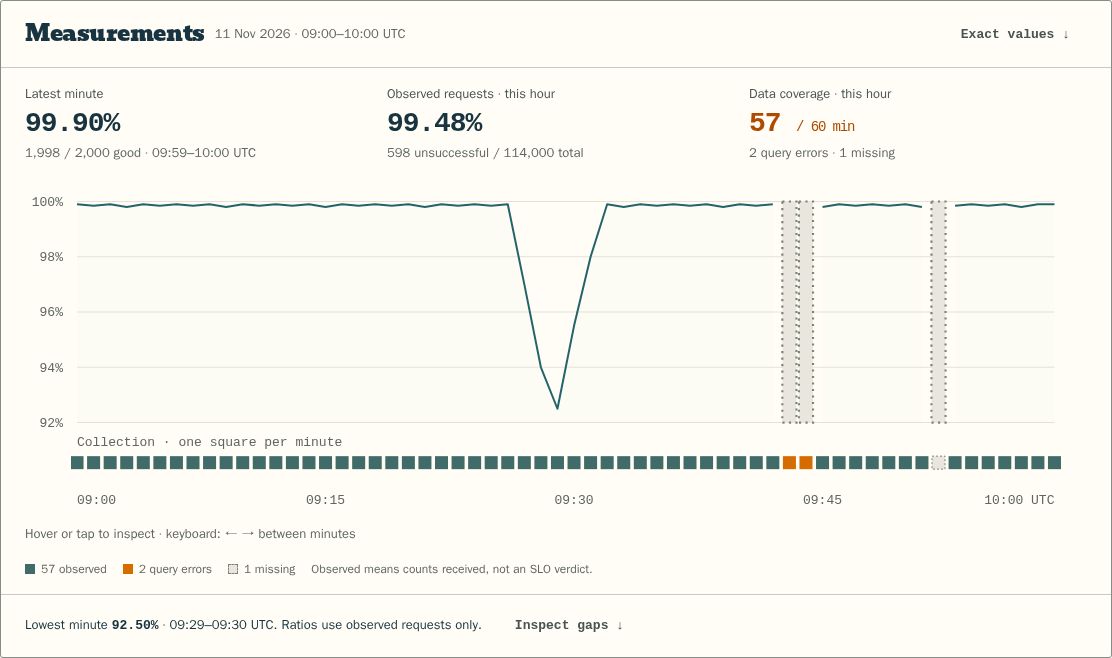 Measurements 11 Nov 2026 · 09:00–10:00 UTC Exact values ↓
Latest minute
99.90%
1,998 / 2,000 good · 09:59–10:00 UTC
Observed requests · this hour
99.48%
598 unsuccessful / 114,000 total
Data coverage · this hour
57 / 60 min
2 query errors · 1 missing
100%
98%
96%
94%
92%
Collection · one square per minute
09:00 09:15 09:30 09:45 10:00 UTC
Hover or tap to inspect · keyboard: ← → between minutes
57 observed 2 query errors 1 missing Observed means counts received, not an SLO verdict.
Lowest minute 92.50% · 09:29–09:30 UTC. Ratios use observed requests only. Inspect gaps ↓